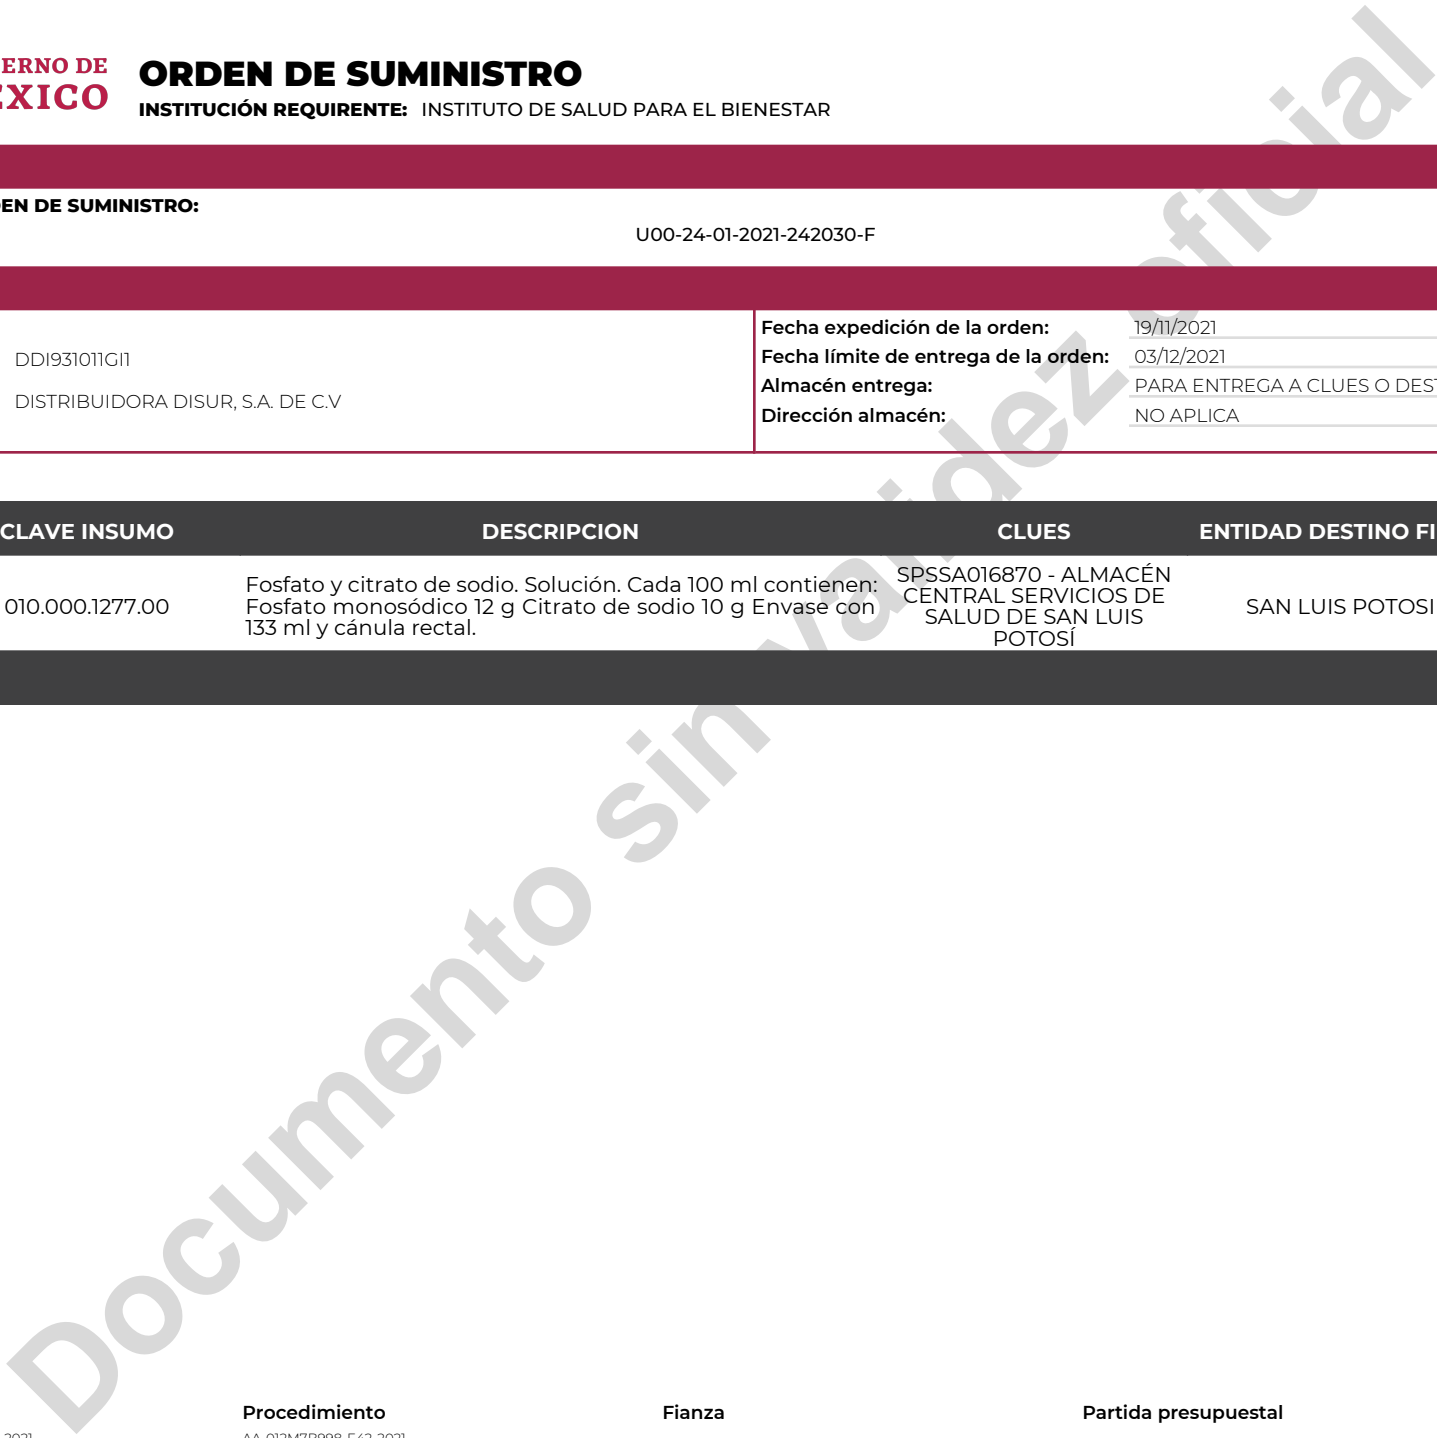 ERNO DE
EXICO
ORDEN DE SUMINISTRO
INSTITUCIÓN REQUIRENTE: INSTITUTO DE SALUD PARA EL BIENESTAR
EN DE SUMINISTRO:
U00-24-01-2021-242030-F
DDI931011GI1
DISTRIBUIDORA DISUR, S.A. DE C.V
Fecha expedición de la orden: 19/11/2021
Fecha límite de entrega de la orden: 03/12/2021
Almacén entrega: PARA ENTREGA A CLUES O DEST
Dirección almacén: NO APLICA
CLAVE INSUMO DESCRIPCION CLUES ENTIDAD DESTINO FI
010.000.1277.00
Fosfato y citrato de sodio. Solución. Cada 100 ml contienen:
Fosfato monosódico 12 g Citrato de sodio 10 g Envase con
133 ml y cánula rectal.
SPSSA016870 - ALMACÉN
CENTRAL SERVICIOS DE
SALUD DE SAN LUIS
POTOSÍ
SAN LUIS POTOSI
Documento sin validez oficial
Procedimiento Fianza Partida presupuestal